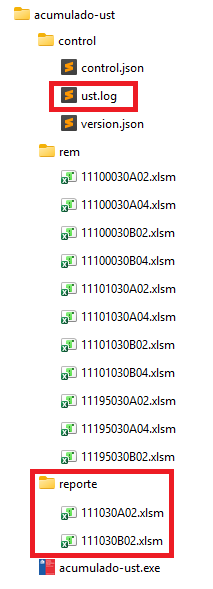 acumulado-ust
control
control.json
ust.log
version.json
rem
11100030A02.xlsm
11100030A04.xlsm
11100030B02.xlsm
11100030B04.xlsm
11101030A02.xlsm
11101030A04.xlsm
11101030B02.xlsm
11101030B04.xlsm
11195030A02.xlsm
11195030A04.xlsm
11195030B02.xlsm
reporte
111030A02.xlsm
111030B02.xlsm
acumulado-ust.exe